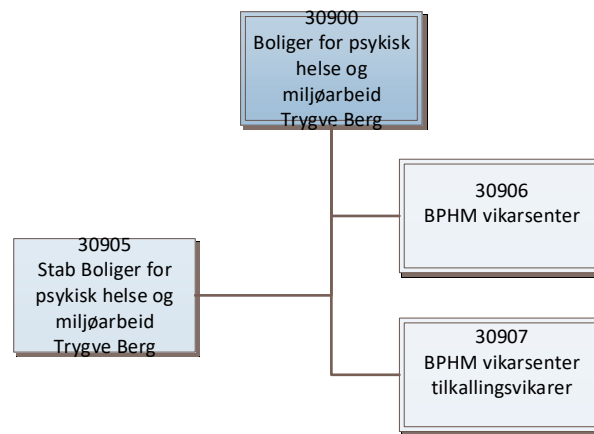 30900
Boliger for psykisk
helse og
miljøarbeid
Trygve Berg
30906
BPHM vikarsenter
30905
Stab Boliger for
psykisk helse og
miljøarbeid
Trygve Berg
30907
BPHM vikarsenter
tilkallingsvikarer